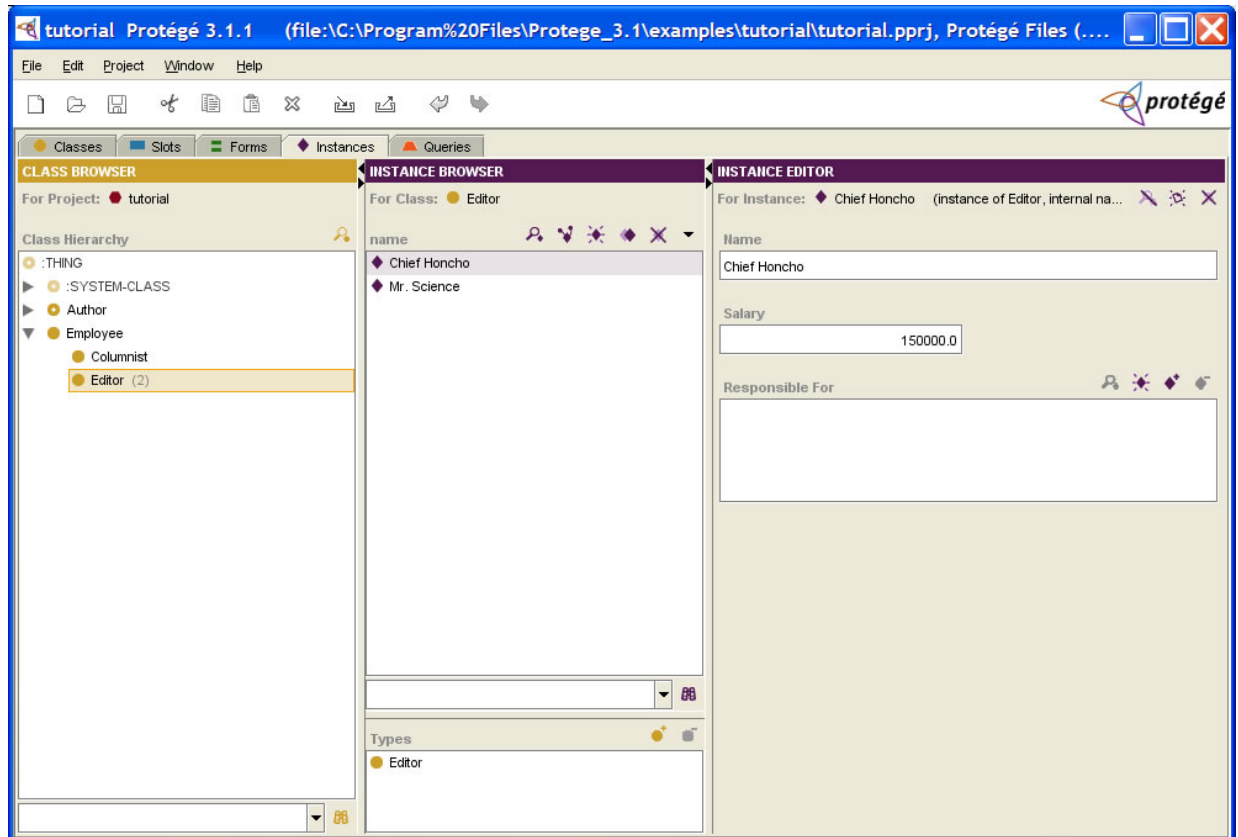 tutorial Protégé 3.1.1 (file:\C:\Program%20Files\Protege_3.1\examples\tutorial\tutorial.pprj, Protégé Files (....
File Edit Project Window Help
protégé
Classes Slots Forms Instances Queries
CLASS BROWSER
For Project: tutorial
Class Hierarchy
:THING
:SYSTEM-CLASS
Author
Employee
Columnist
Editor (2)
INSTANCE BROWSER
For Class: Editor
name
Chief Honcho
Mr. Science
Types
Editor
INSTANCE EDITOR
For Instance: Chief Honcho (instance of Editor, internal na...
Name
Chief Honcho
Salary
150000.0
Responsible For